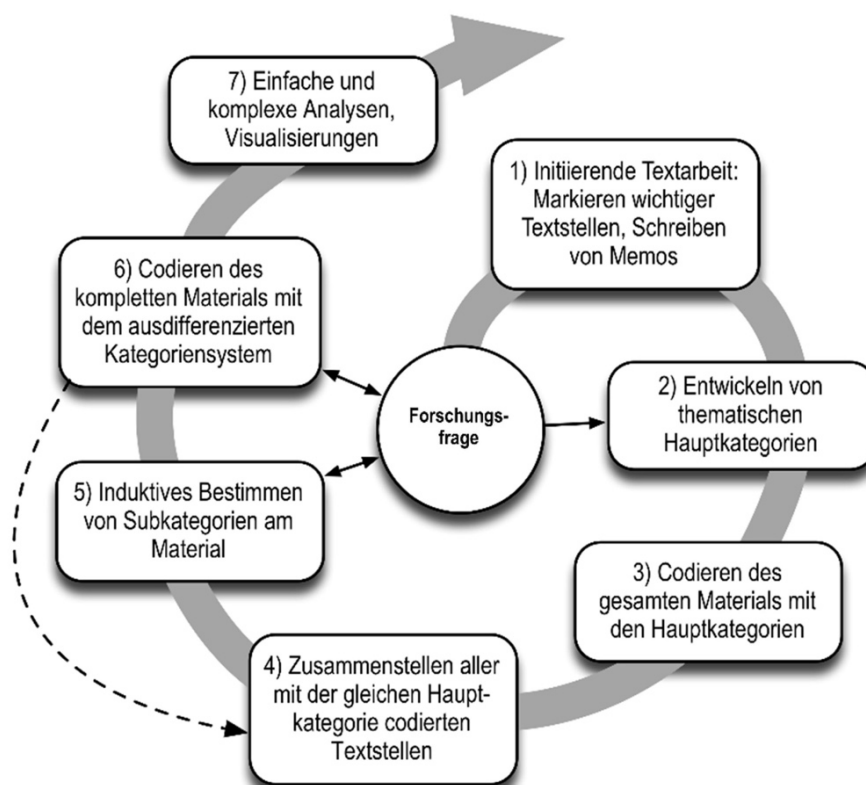 1) Initiierende Textarbeit:
Markieren wichtiger
Textstellen, Schreiben
von Memos
2) Entwickeln von
thematischen
Hauptkategorien
3) Codieren des
gesamten Materials mit
den Hauptkategorien
4) Zusammenstellen aller
mit der gleichen Haupt-
kategorie codierten
Textstellen
5) Induktives Bestimmen
von Subkategorien am
Material
6) Codieren des
kompletten Materials mit
dem ausdifferenzierten
Kategoriensystem
7) Einfache und
komplexe Analysen,
Visualisierungen
Forschungs-
frage